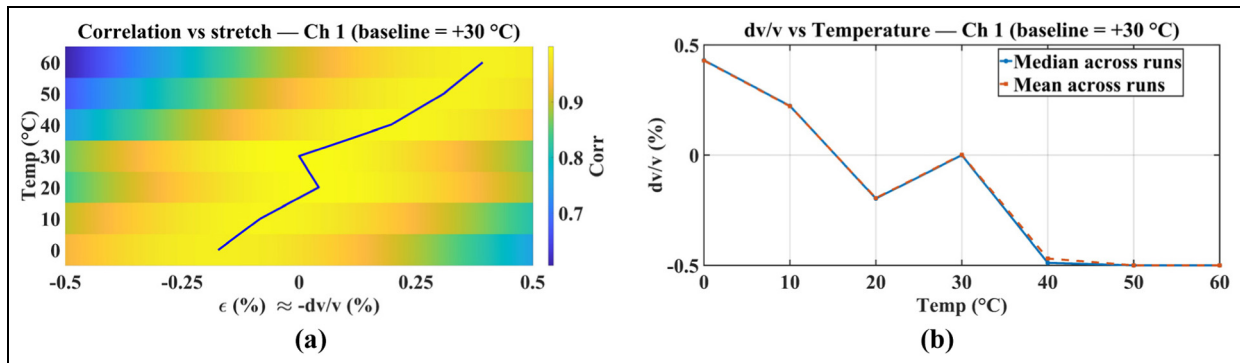 Correlation vs stretch — Ch 1 (baseline = +30 °C)
60
50
40
30
20
10
0
Temp (°C)
-0.5
-0.25
0
0.25
0.5
ϵ (%) ≈ -dv/v (%)
0.9
0.8
0.7
Corr
(a)
dv/v vs Temperature — Ch 1 (baseline = +30 °C)
0.5
0
-0.5
dv/v (%)
Median across runs
Mean across runs
0
10
20
30
40
50
60
Temp (°C)
(b)